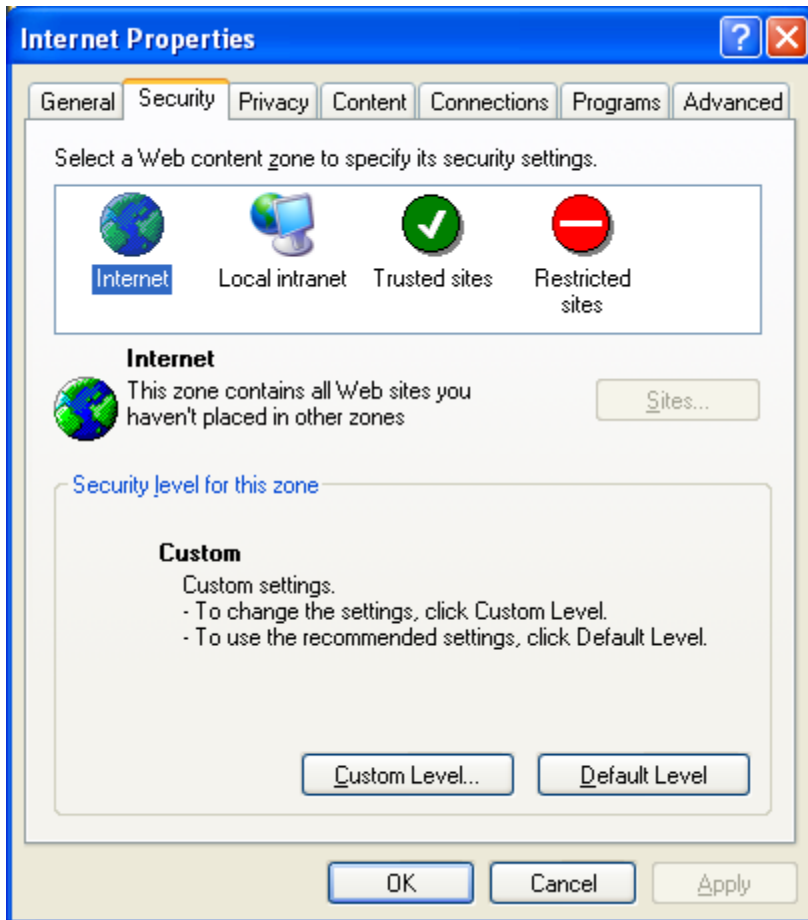 Internet Properties
General Security Privacy Content Connections Programs Advanced
Select a Web content zone to specify its security settings.
Internet Local intranet Trusted sites Restricted
sites
Internet
This zone contains all Web sites you
haven't placed in other zones
Sites...
Security level for this zone
Custom
Custom settings.
- To change the settings, click Custom Level.
- To use the recommended settings, click Default Level.
Custom Level... Default Level
OK Cancel Apply